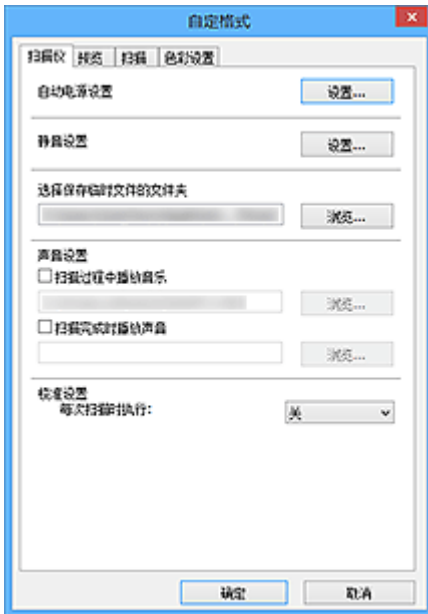 自定格式
扫描仪 预览 扫描 色彩设置
自动电源设置 设置...
静音设置 设置...
选择保存临时文件的文件夹
浏览...
声音设置
扫描过程中播放音乐
浏览...
扫描完成时播放声音
浏览...
校准设置
每次扫描时执行: 关
确定 取消